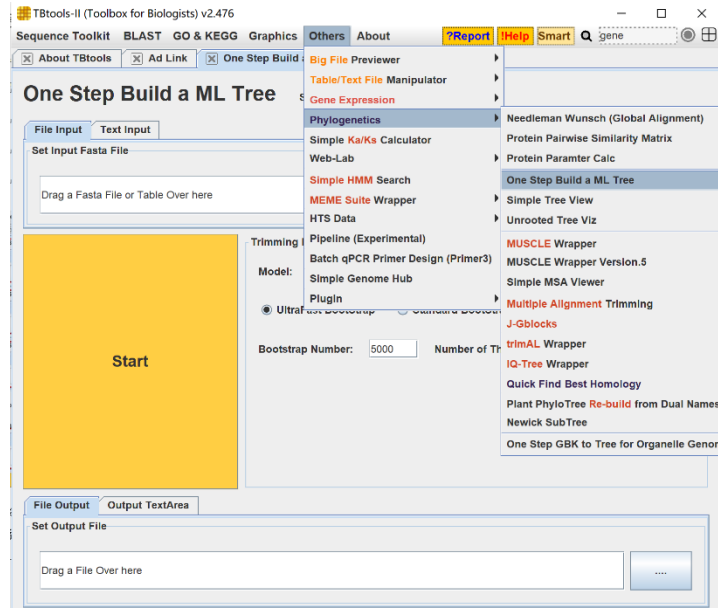 TBtools-II (Toolbox for Biologists) v2.476
Sequence Toolkit BLAST GO & KEGG Graphics Others About ?Report !Help Smart gene
About TBtools Ad Link One Step Build
One Step Build a ML Tree
File Input Text Input
Set Input Fasta File
Drag a Fasta File or Table Over here
Start
Trimming
Model:
UltraFast Bootstrap Standard
Bootstrap Number: 5000 Number of
Big File Previewer
Table/Text File Manipulator
Gene Expression
Phylogenetics
Simple Ka/Ks Calculator
Web-Lab
Simple HMM Search
MEME Suite Wrapper
HTS Data
Pipeline (Experimental)
Batch qPCR Primer Design (Primer3)
Simple Genome Hub
Plugin
Needleman Wunsch (Global Alignment)
Protein Pairwise Similarity Matrix
Protein Paramter Calc
One Step Build a ML Tree
Simple Tree View
Unrooted Tree Viz
MUSCLE Wrapper
MUSCLE Wrapper Version.5
Simple MSA Viewer
Multiple Alignment Trimming
J-Gblocks
trimAL Wrapper
IQ-Tree Wrapper
Quick Find Best Homology
Plant PhyloTree Re-build from Dual Names
Newick SubTree
One Step GBK to Tree for Organelle Genor
File Output Output TextArea
Set Output File
Drag a File Over here
....